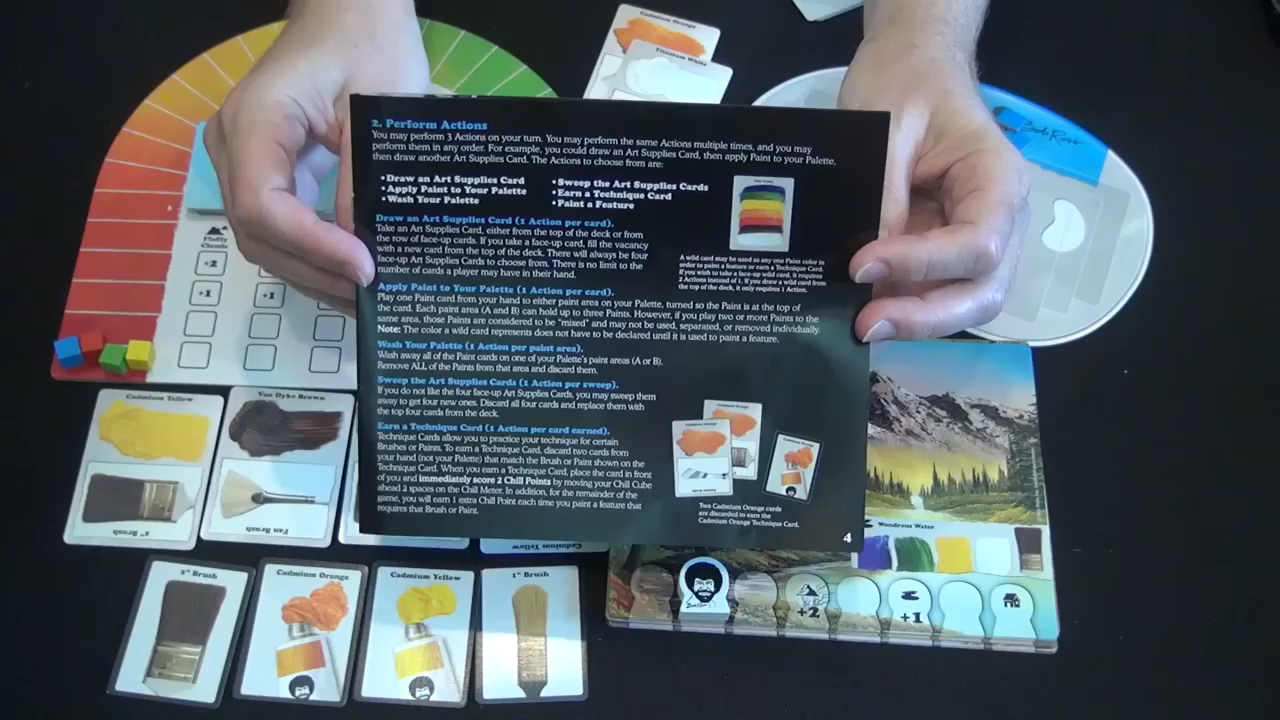 Cadmium Orange
Titanium White
Bob Ross
2. Perform Actions
You may perform 3 Actions on your turn. You may perform the same Actions multiple times, and you may
perform them in any order. For example, you could draw an Art Supplies Card, then apply Paint to your Palette,
then draw another Art Supplies Card. The Actions to choose from are:
• Draw an Art Supplies Card
• Apply Paint to Your Palette
• Wash Your Palette
• Sweep the Art Supplies Cards
• Earn a Technique Card
• Paint a Feature
Draw an Art Supplies Card (1 Action per card).
Take an Art Supplies Card, either from the top of the deck or from
the row of face-up cards. If you take a face-up card, fill the vacancy
with a new card from the top of the deck. There will always be four
face-up Art Supplies Cards to choose from. There is no limit to the
number of cards a player may have in their hand.
A wild card may be used as any one Paint color in
order to paint a feature or earn a Technique Card.
If you wish to take a face-up wild card, it requires
2 Actions instead of 1. If you draw a wild card from
the top of the deck, it only requires 1 Action.
Apply Paint to Your Palette (1 Action per card).
Play one Paint card from your hand to either paint area on your Palette, turned so the Paint is at the top of
the card. Each paint area (A and B) can hold up to three Paints. However, if you play two or more Paints to the
same area, those Paints are considered to be "mixed" and may not be used, separated, or removed individually.
Note: The color a wild card represents does not have to be declared until it is used to paint a feature.
Wash Your Palette (1 Action per paint area).
Wash away all of the Paint cards on one of your Palette's paint areas (A or B).
Remove ALL of the Paints from that area and discard them.
Sweep the Art Supplies Cards (1 Action per sweep).
If you do not like the four face-up Art Supplies Cards, you may sweep them
away to get four new ones. Discard all four cards and replace them with
the top four cards from the deck.
Earn a Technique Card (1 Action per card earned).
Technique Cards allow you to practice your technique for certain
Brushes or Paints. To earn a Technique Card, discard two cards from
your hand (not your Palette) that match the Brush or Paint shown on the
Technique Card. When you earn a Technique Card, place the card in front
of you and immediately score 2 Chill Points by moving your Chill Cube
ahead 2 spaces on the Chill Meter. In addition, for the remainder of the
game, you will earn 1 extra Chill Point each time you paint a feature that
requires that Brush or Paint.
Two Cadmium Orange cards
are discarded to earn the
Cadmium Orange Technique Card.
4
Fluffy
Clouds
+2
+1
+1
Cadmium Yellow
2" Brush
Van Dyke Brown
Fan Brush
Cadmium Yellow
Wondrous Water
+2
+1
2" Brush
Cadmium Orange
Cadmium Yellow
1" Brush